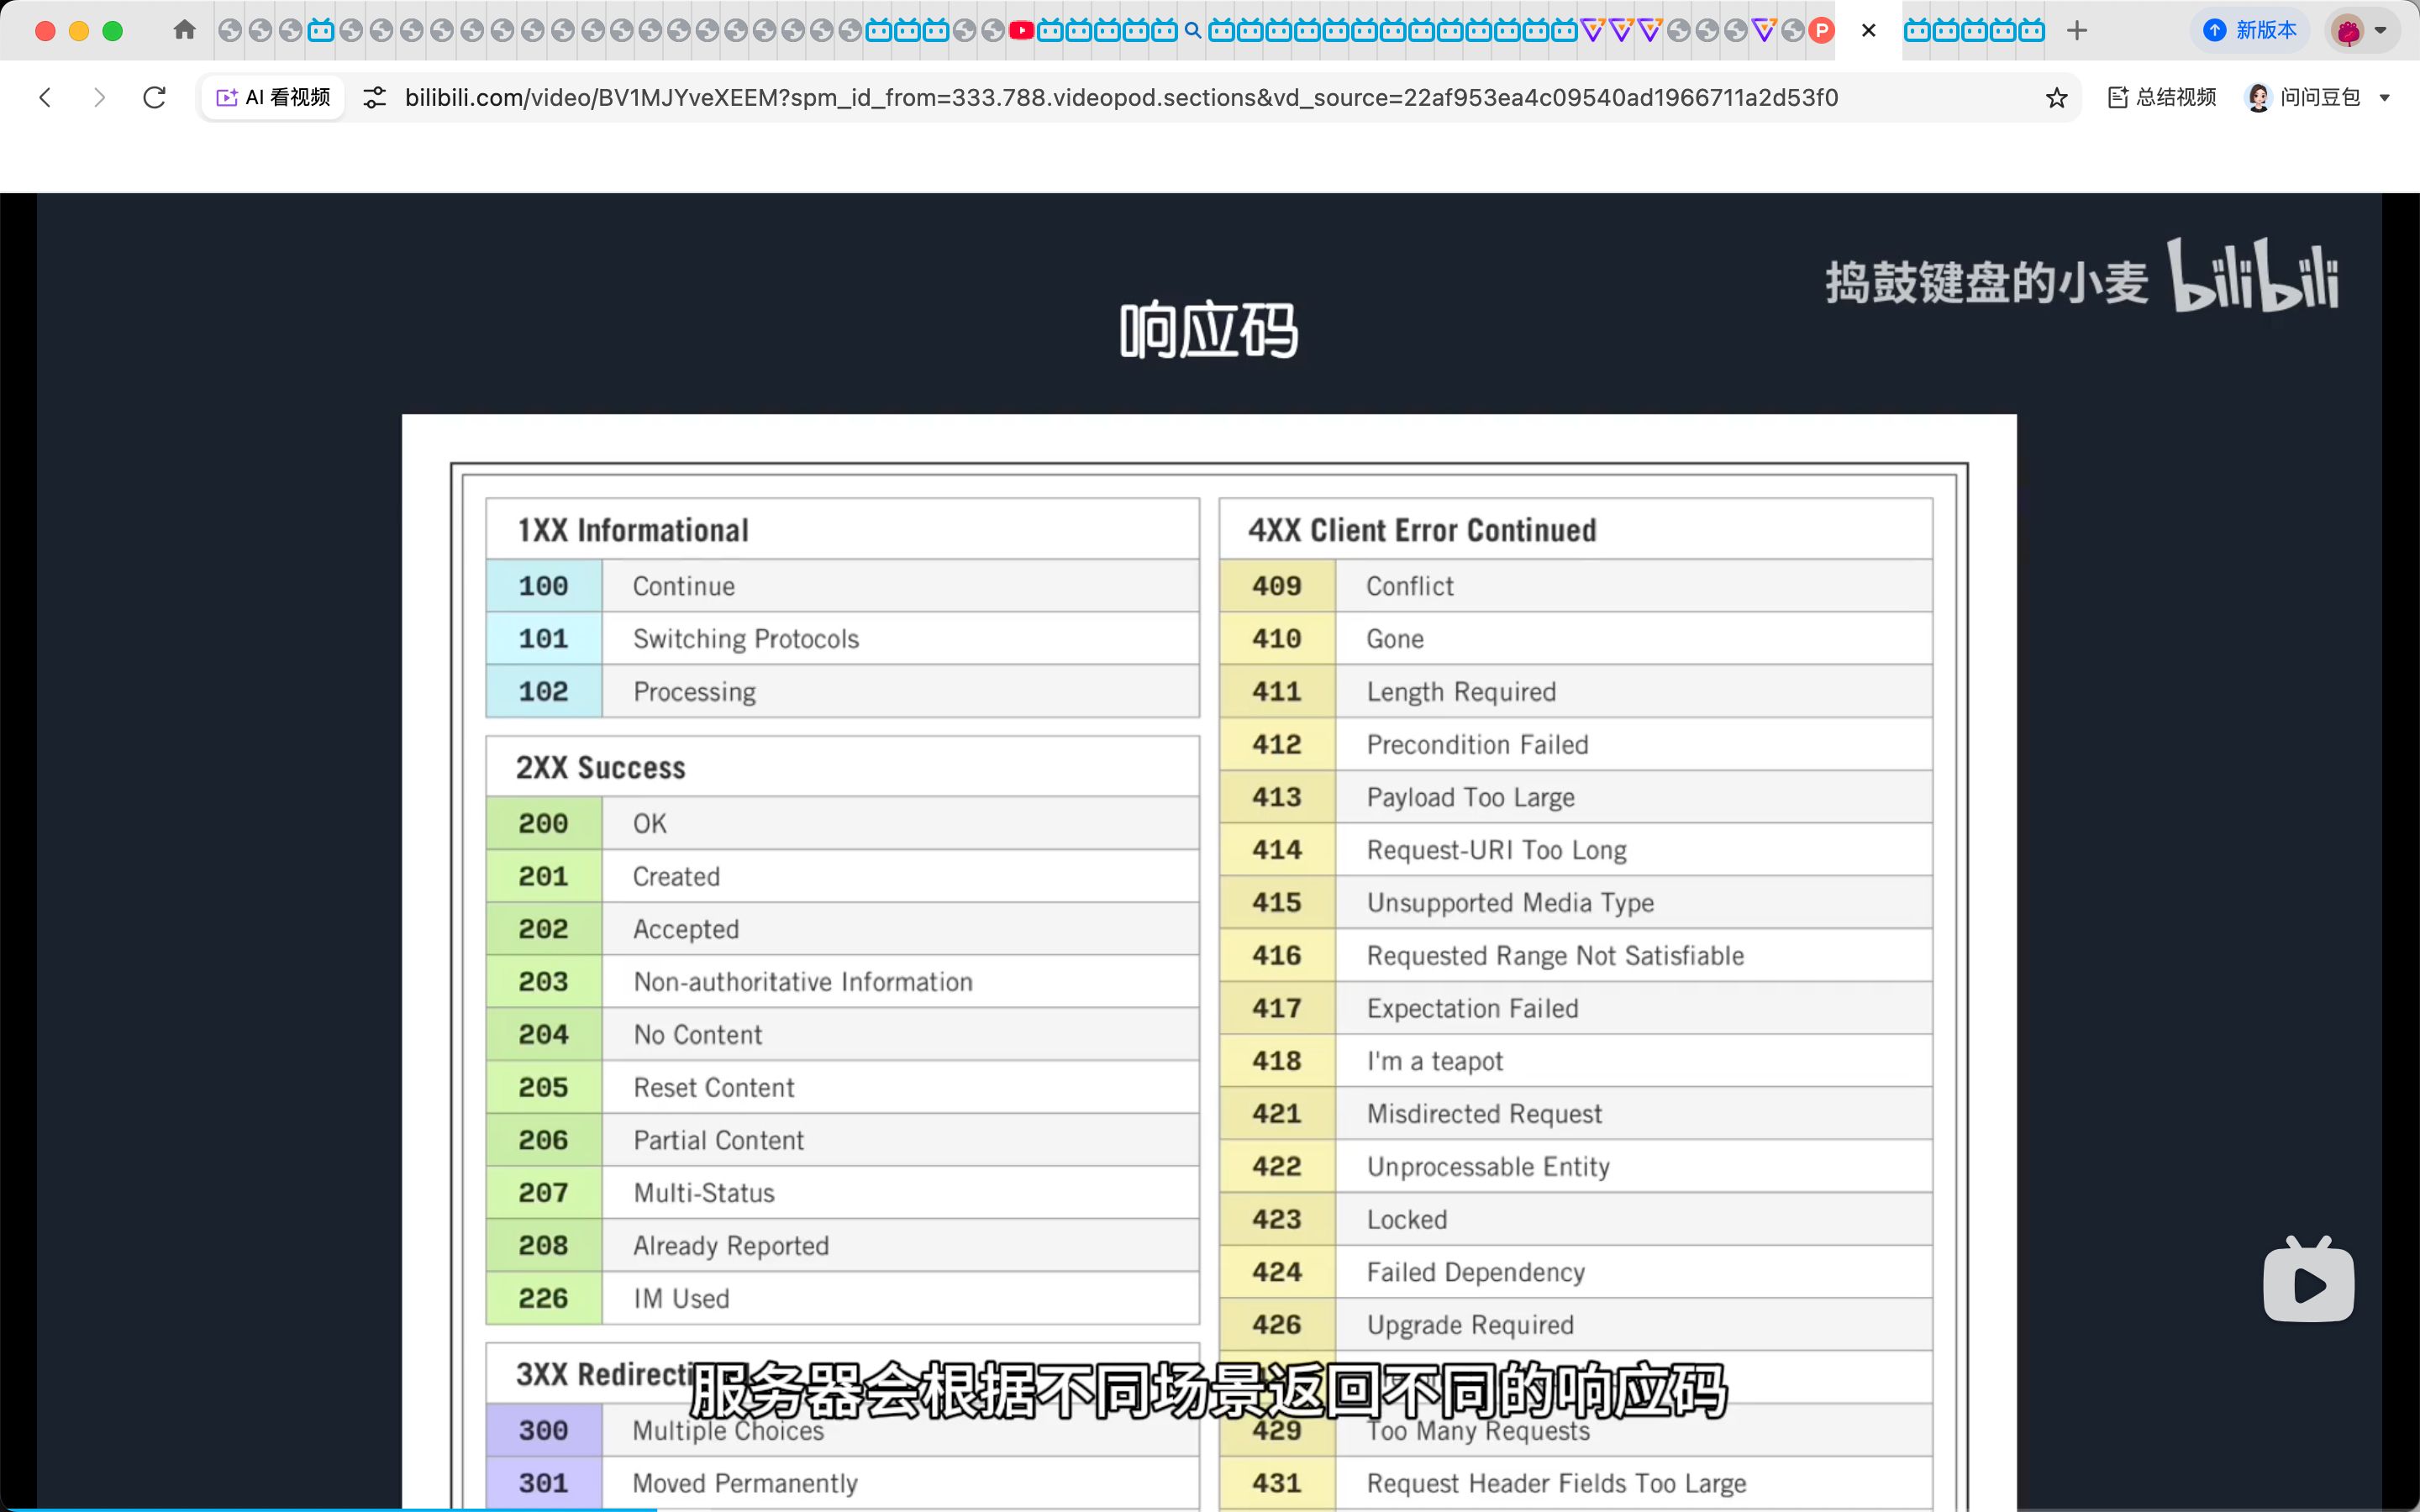 新版本
AI 看视频
bilibili.com/video/BV1MJYveXEEM?spm_id_from=333.788.videopod.sections&vd_source=22af953ea4c09540ad1966711a2d53f0
总结视频
问问豆包
捣鼓键盘的小麦 bilibili
响应码
1XX Informational
100 Continue
101 Switching Protocols
102 Processing
2XX Success
200 OK
201 Created
202 Accepted
203 Non-authoritative Information
204 No Content
205 Reset Content
206 Partial Content
207 Multi-Status
208 Already Reported
226 IM Used
3XX Redirecti
300 Multiple Choices
301 Moved Permanently
4XX Client Error Continued
409 Conflict
410 Gone
411 Length Required
412 Precondition Failed
413 Payload Too Large
414 Request-URI Too Long
415 Unsupported Media Type
416 Requested Range Not Satisfiable
417 Expectation Failed
418 I'm a teapot
421 Misdirected Request
422 Unprocessable Entity
423 Locked
424 Failed Dependency
426 Upgrade Required
429 Too Many Requests
431 Request Header Fields Too Large
服务器会根据不同场景返回不同的响应码